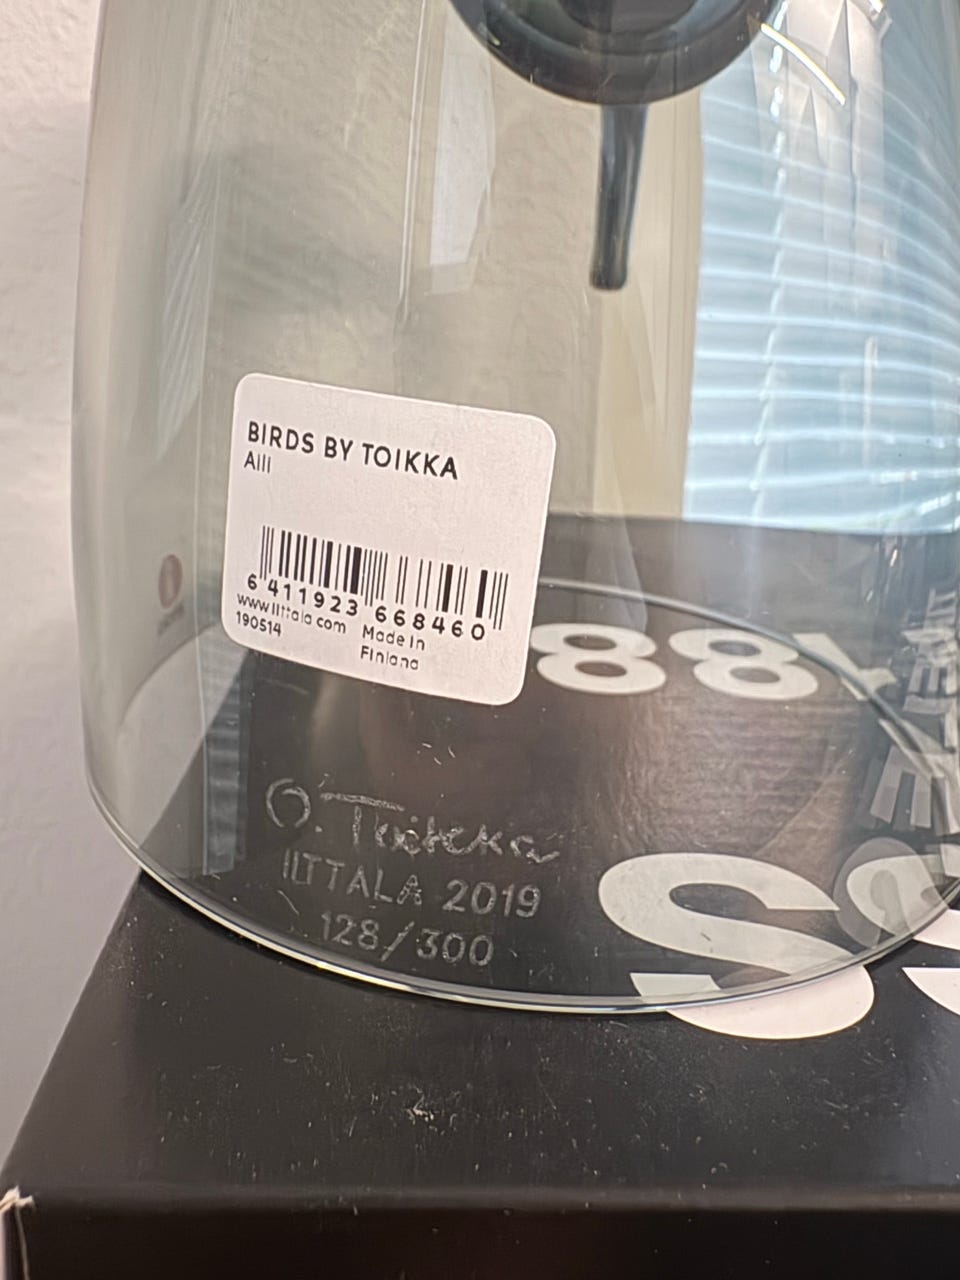 BIRDS BY TOIKKA
Alli
6 411923 668460
www.iittala.com Made in
190514 Finland
88
O. Toikka
IITTALA 2019
128/300